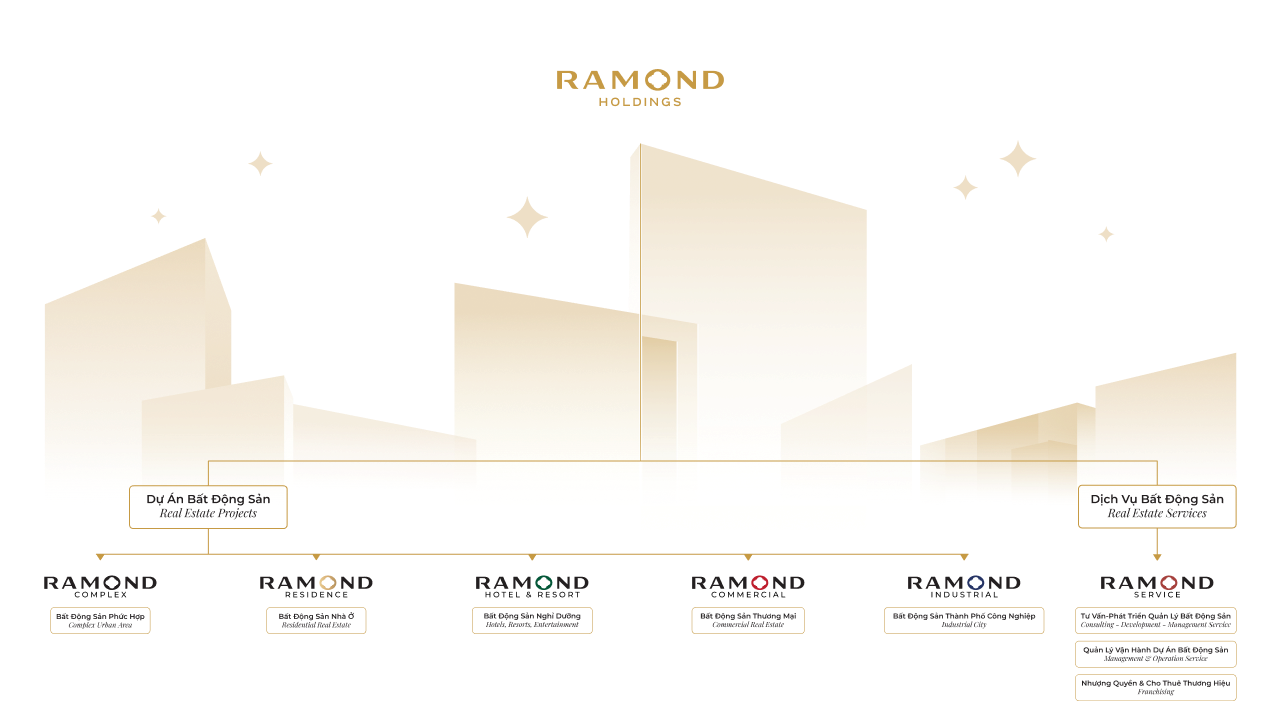 RAMOND
HOLDINGS
Dự Án Bất Động Sản
Real Estate Projects
Dịch Vụ Bất Động Sản
Real Estate Services
RAMOND
COMPLEX
Bất Động Sản Phức Hợp
Complex Urban Area
RAMOND
RESIDENCE
Bất Động Sản Nhà Ở
Residential Real Estate
RAMOND
HOTEL & RESORT
Bất Động Sản Nghỉ Dưỡng
Hotels, Resorts, Entertainment
RAMOND
COMMERCIAL
Bất Động Sản Thương Mại
Commercial Real Estate
RAMOND
INDUSTRIAL
Bất Động Sản Thành Phố Công Nghiệp
Industrial City
RAMOND
SERVICE
Tư Vấn-Phát Triển Quản Lý Bất Động Sản
Consulting - Development - Management Service
Quản Lý Vận Hành Dự Án Bất Động Sản
Management & Operation Service
Nhượng Quyền & Cho Thuê Thương Hiệu
Franchising